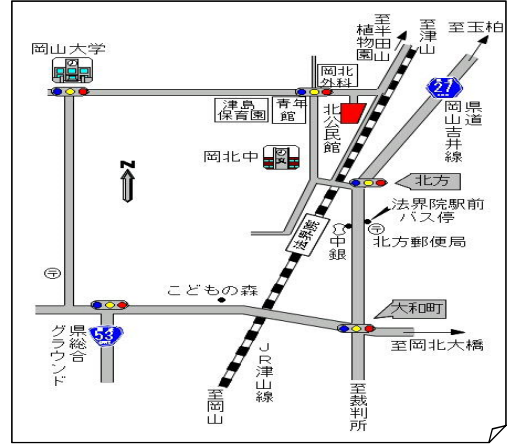 岡山大学
至半田山
植物園
至津山
至玉柏
岡北
外科
津島
保育園
青年
館
北公民館
27
県道
岡山吉井線
岡北中
N
北方
法界院駅前
バス停
法界院
中銀
〒
北方郵便局
〒
こどもの森
大和町
53
県総合
グラウンド
JR津山線
至岡北大橋
至岡山
至裁判所